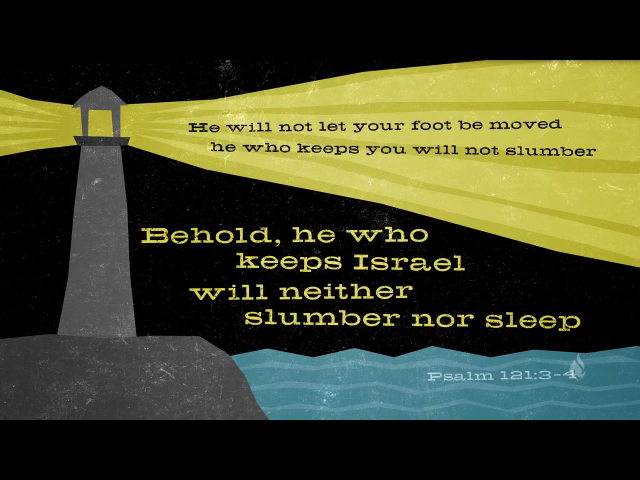 He will not let your foot be moved
he who keeps you will not slumber
Behold, he who
keeps Israel
will neither
slumber nor sleep
Psalm 121:3-4